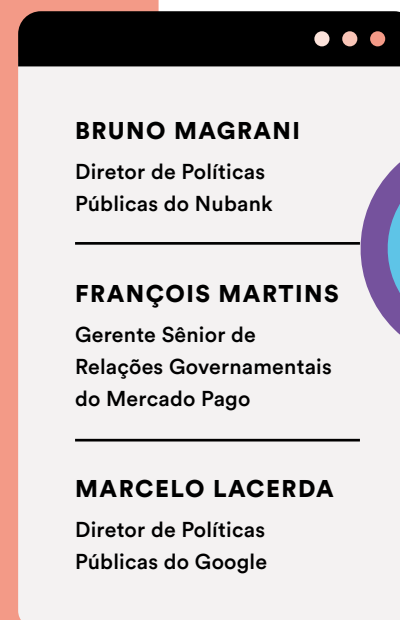 BRUNO MAGRANI
Diretor de Políticas
Públicas do Nubank
FRANÇOIS MARTINS
Gerente Sênior de
Relações Governamentais
do Mercado Pago
MARCELO LACERDA
Diretor de Políticas
Públicas do Google